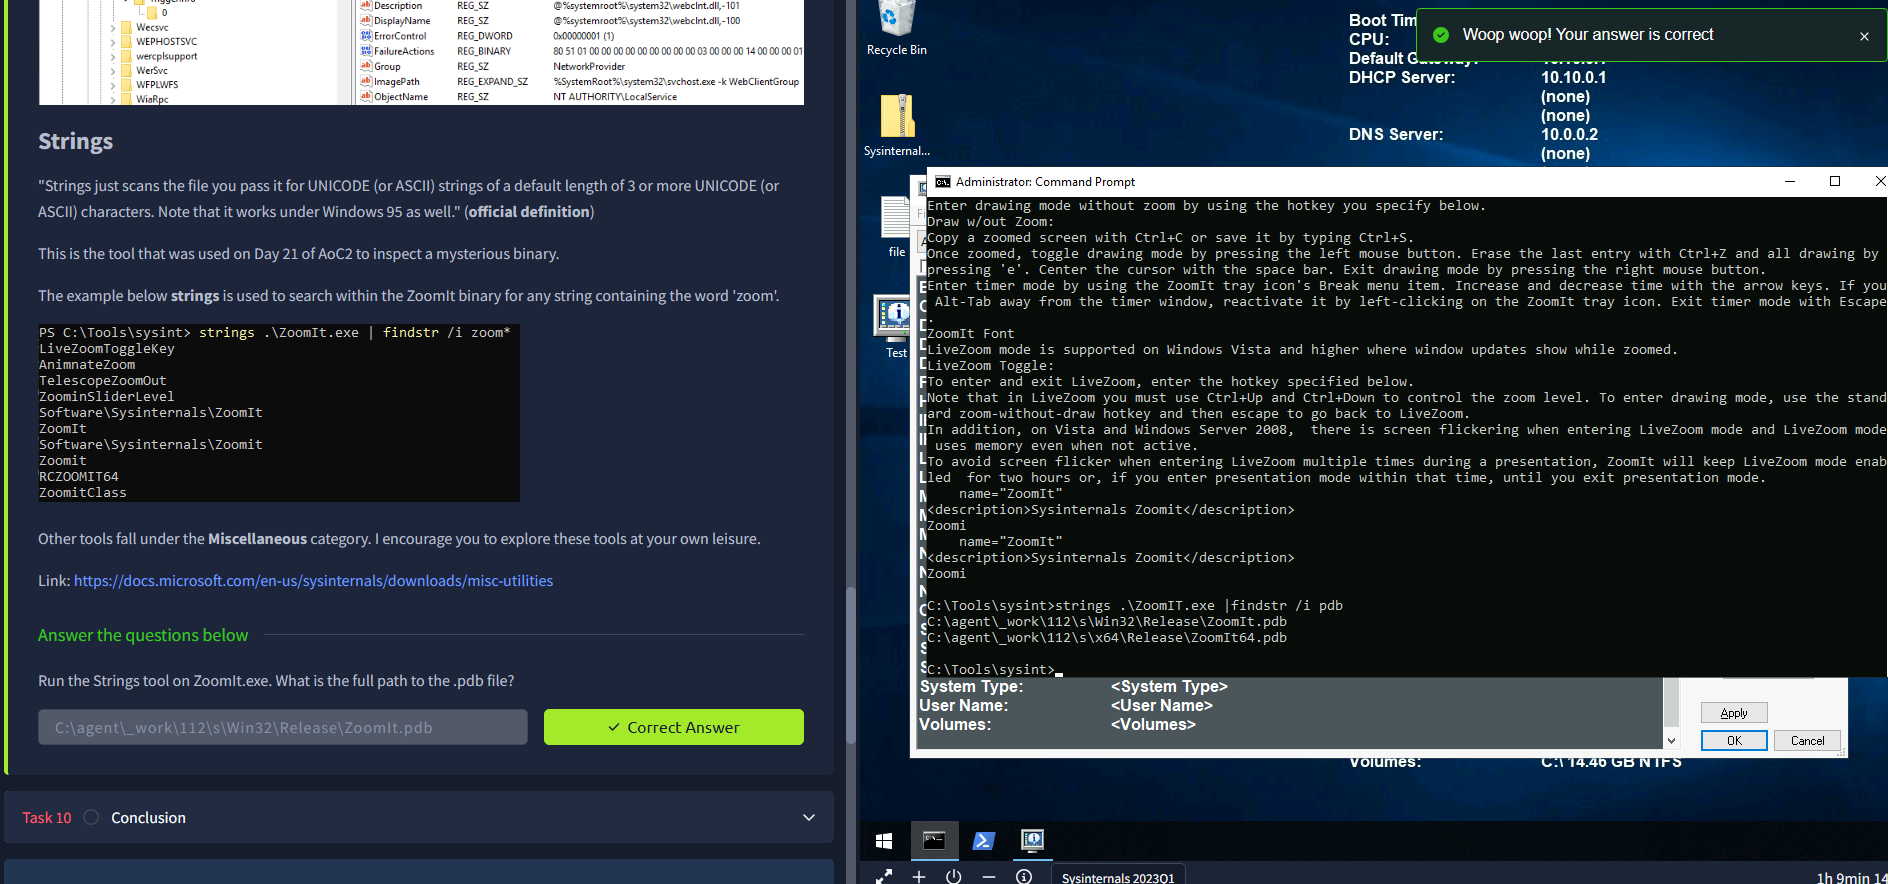 0
Wecsvc
WEPHOSTSVC
wercplsupport
WerSvc
WFPLWFS
WiaRpc
Description REG_SZ @%systemroot%\system32\webclnt.dll,-101
DisplayName REG_SZ @%systemroot%\system32\webclnt.dll,-100
ErrorControl REG_DWORD 0x00000001 (1)
FailureActions REG_BINARY 80 51 01 00 00 00 00 00 00 00 00 00 03 00 00 00 14 00 00 00 01
Group REG_SZ NetworkProvider
ImagePath REG_EXPAND_SZ %SystemRoot%\system32\svchost.exe -k WebClientGroup
ObjectName REG_SZ NT AUTHORITY\LocalService
Strings
"Strings just scans the file you pass it for UNICODE (or ASCII) strings of a default length of 3 or more UNICODE (or
ASCII) characters. Note that it works under Windows 95 as well." (official definition)
This is the tool that was used on Day 21 of AoC2 to inspect a mysterious binary.
The example below strings is used to search within the ZoomIt binary for any string containing the word 'zoom'.
PS C:\Tools\sysint> strings .\ZoomIt.exe | findstr /i zoom*
LiveZoomToggleKey
AnimnateZoom
TelescopeZoomOut
ZoominSliderLevel
Software\Sysinternals\ZoomIt
ZoomIt
Software\Sysinternals\Zoomit
Zoomit
RCZOOMIT64
ZoomitClass
Other tools fall under the Miscellaneous category. I encourage you to explore these tools at your own leisure.
Link: https://docs.microsoft.com/en-us/sysinternals/downloads/misc-utilities
Answer the questions below
Run the Strings tool on ZoomIt.exe. What is the full path to the .pdb file?
C:\agent\_work\112\s\Win32\Release\ZoomIt.pdb
Correct Answer
Task 10 Conclusion
Recycle Bin
Sysinternal...
file
Test
Boot Tim
CPU:
Default Gateway:
DHCP Server: 10.10.0.1
(none)
(none)
DNS Server: 10.0.0.2
(none)
Woop woop! Your answer is correct
Administrator: Command Prompt
Enter drawing mode without zoom by using the hotkey you specify below.
Draw w/out Zoom:
Copy a zoomed screen with Ctrl+C or save it by typing Ctrl+S.
Once zoomed, toggle drawing mode by pressing the left mouse button. Erase the last entry with Ctrl+Z and all drawing by
pressing 'e'. Center the cursor with the space bar. Exit drawing mode by pressing the right mouse button.
Enter timer mode by using the ZoomIt tray icon's Break menu item. Increase and decrease time with the arrow keys. If you
Alt-Tab away from the timer window, reactivate it by left-clicking on the ZoomIt tray icon. Exit timer mode with Escape
.
ZoomIt Font
LiveZoom mode is supported on Windows Vista and higher where window updates show while zoomed.
LiveZoom Toggle:
To enter and exit LiveZoom, enter the hotkey specified below.
Note that in LiveZoom you must use Ctrl+Up and Ctrl+Down to control the zoom level. To enter drawing mode, use the stand
ard zoom-without-draw hotkey and then escape to go back to LiveZoom.
In addition, on Vista and Windows Server 2008,  there is screen flickering when entering LiveZoom mode and LiveZoom mode
uses memory even when not active.
To avoid screen flicker when entering LiveZoom multiple times during a presentation, ZoomIt will keep LiveZoom mode enab
led  for two hours or, if you enter presentation mode within that time, until you exit presentation mode.
name="ZoomIt"
<description>Sysinternals Zoomit</description>
Zoomi
name="ZoomIt"
<description>Sysinternals Zoomit</description>
Zoomi
C:\Tools\sysint>strings .\ZoomIT.exe |findstr /i pdb
C:\agent\_work\112\s\Win32\Release\ZoomIt.pdb
C:\agent\_work\112\s\x64\Release\ZoomIt64.pdb
C:\Tools\sysint>
System Type: <System Type>
User Name: <User Name>
Volumes: <Volumes>
Apply
OK
Cancel
Volumes: C:\ 14.46 GB NTFS
Sysinternals 2023Q1
1h 9min 14